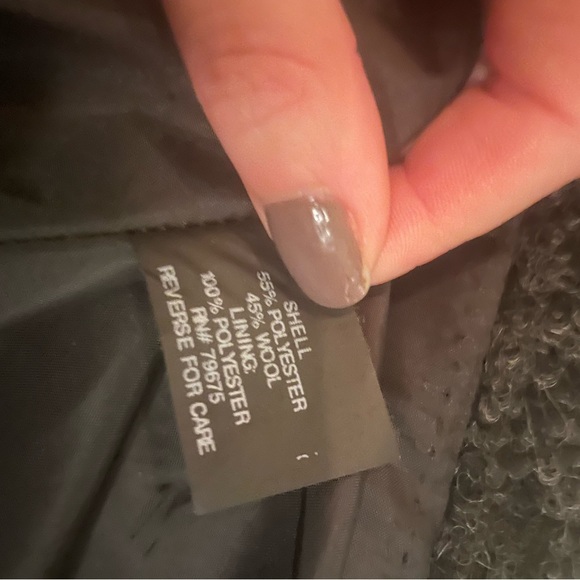 SHELL
55% POLYESTER
45% WOOL
LINING:
100% POLYESTER
RN# 79675
REVERSE FOR CARE